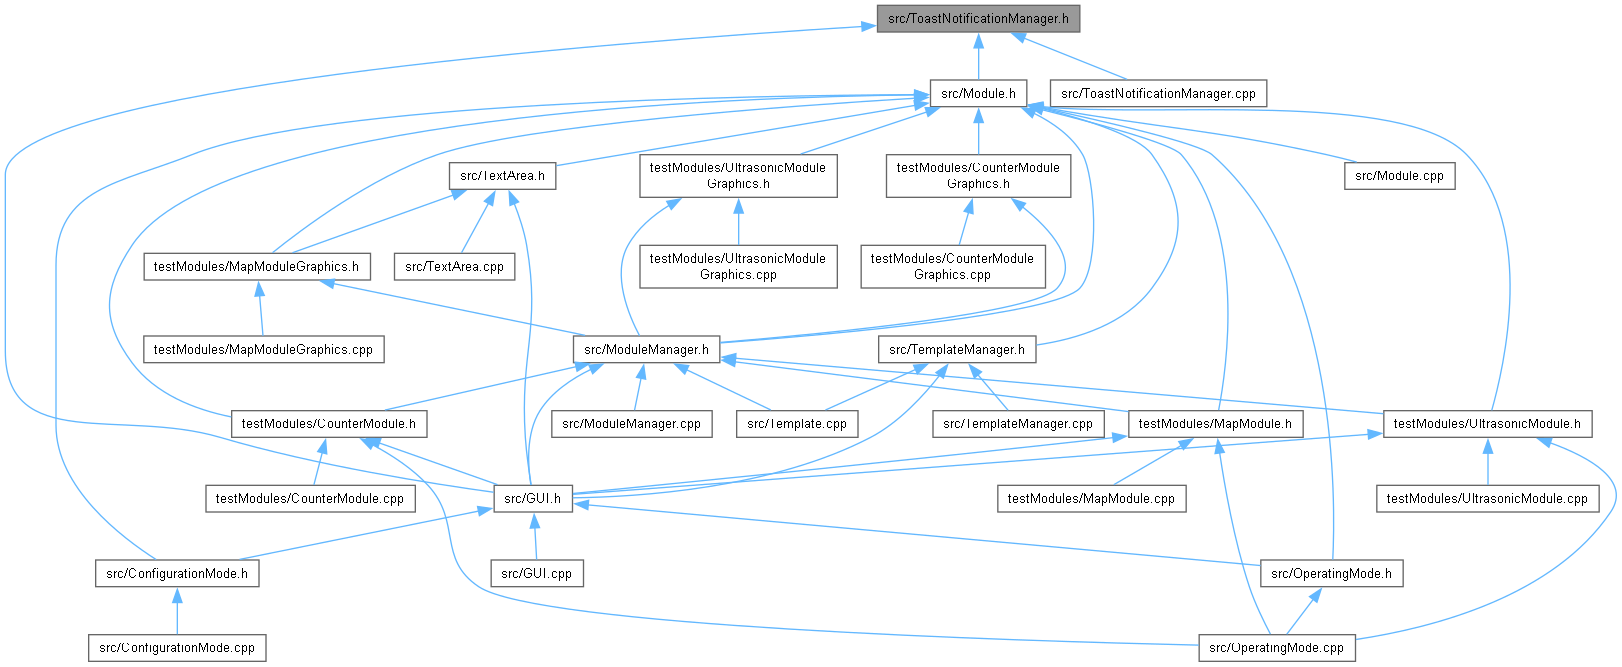 src/ToastNotificationManager.h
src/Module.h
src/ToastNotificationManager.cpp
src/TextArea.h
testModules/UltrasonicModule
Graphics.h
testModules/CounterModule
Graphics.h
src/Module.cpp
testModules/MapModuleGraphics.h
src/TextArea.cpp
testModules/UltrasonicModule
Graphics.cpp
testModules/CounterModule
Graphics.cpp
testModules/MapModuleGraphics.cpp
src/ModuleManager.h
src/TemplateManager.h
testModules/CounterModule.h
src/ModuleManager.cpp
src/Template.cpp
src/TemplateManager.cpp
testModules/MapModule.h
testModules/UltrasonicModule.h
testModules/CounterModule.cpp
src/GUI.h
testModules/MapModule.cpp
testModules/UltrasonicModule.cpp
src/ConfigurationMode.h
src/GUI.cpp
src/OperatingMode.h
src/ConfigurationMode.cpp
src/OperatingMode.cpp